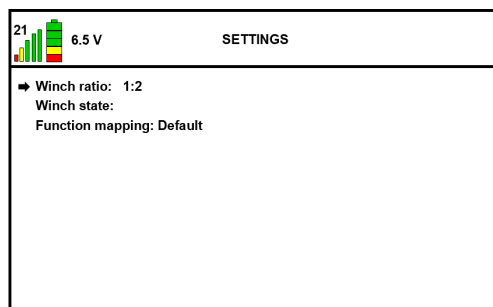 21
6.5 V
SETTINGS
Winch ratio: 1:2
Winch state:
Function mapping: Default